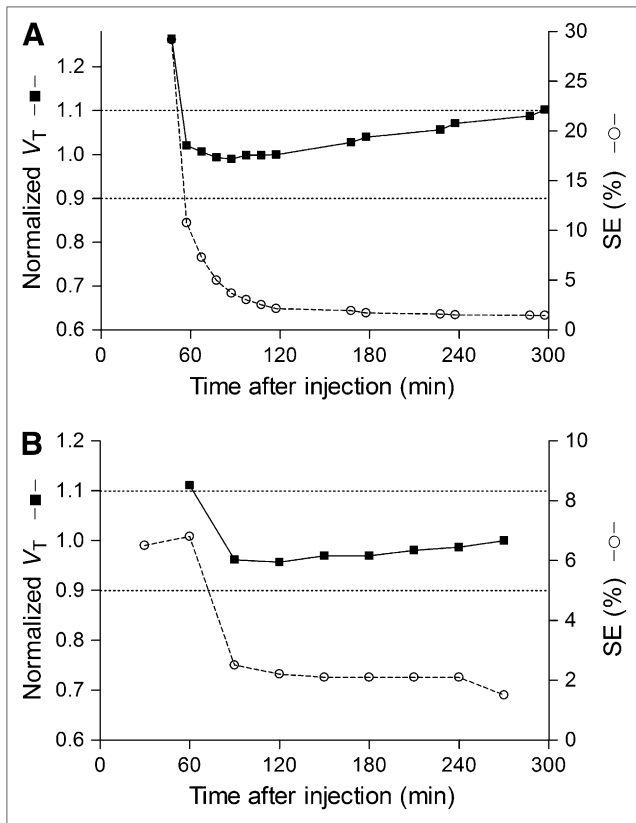 A
Normalized V_T –■–
1.2
1.1
1.0
0.9
0.8
0.7
0.6
30
25
20
15
10
5
0
SE (%) –○–
0 60 120 180 240 300
Time after injection (min)
B
Normalized V_T –■–
1.2
1.1
1.0
0.9
0.8
0.7
0.6
10
8
6
4
2
0
SE (%) –○–
0 60 120 180 240 300
Time after injection (min)